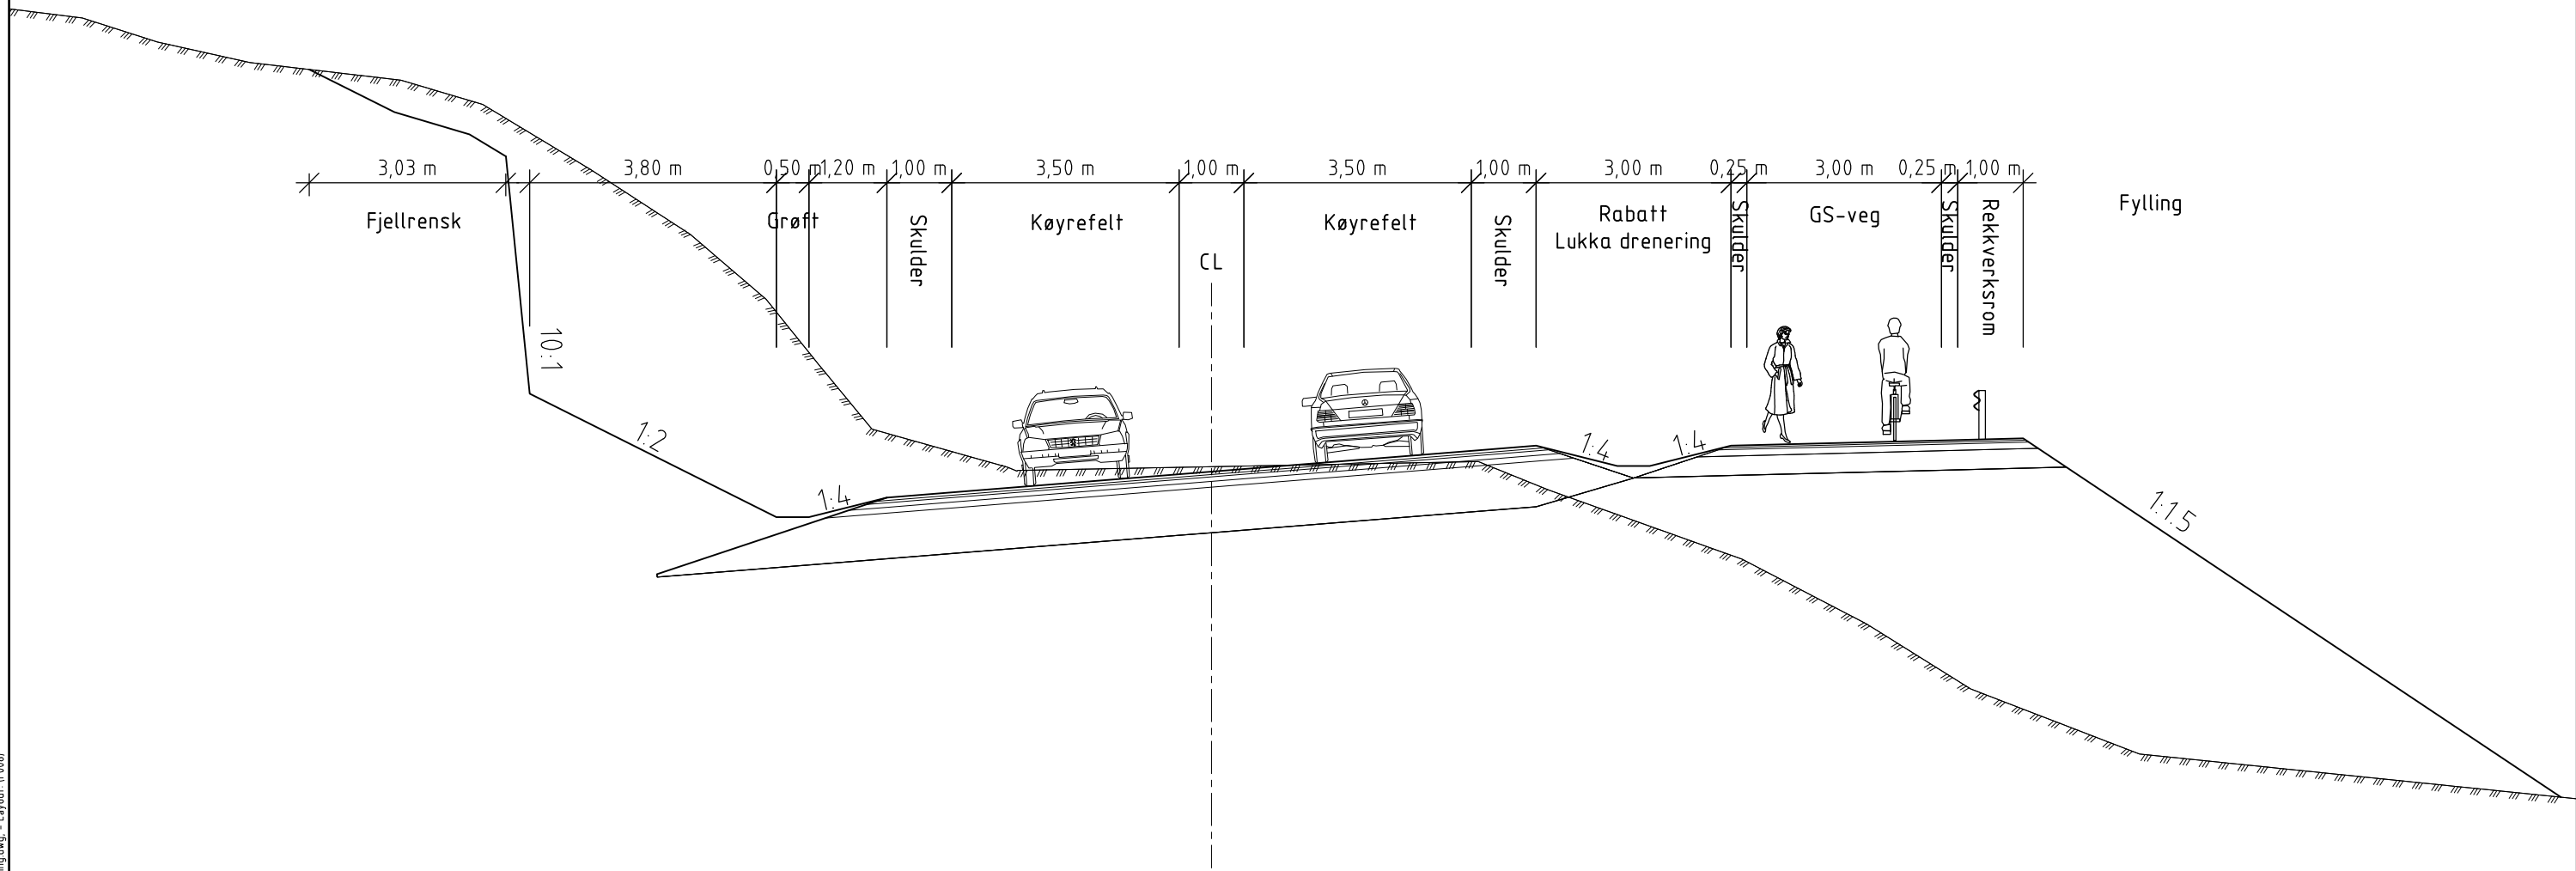 3,03 m
3,80 m
0,50 m
1,20 m
1,00 m
3,50 m
1,00 m
3,50 m
1,00 m
3,00 m
0,25 m
3,00 m
0,25 m
1,00 m
Fjellrensk
Grøft
Skulder
Køyrefelt
CL
Køyrefelt
Skulder
Rabatt
Lukka drenering
Skulder
GS-veg
Skulder
Rekkverksrom
Fylling
10:1
1:2
1:4
1:4
1:4
1:1.5